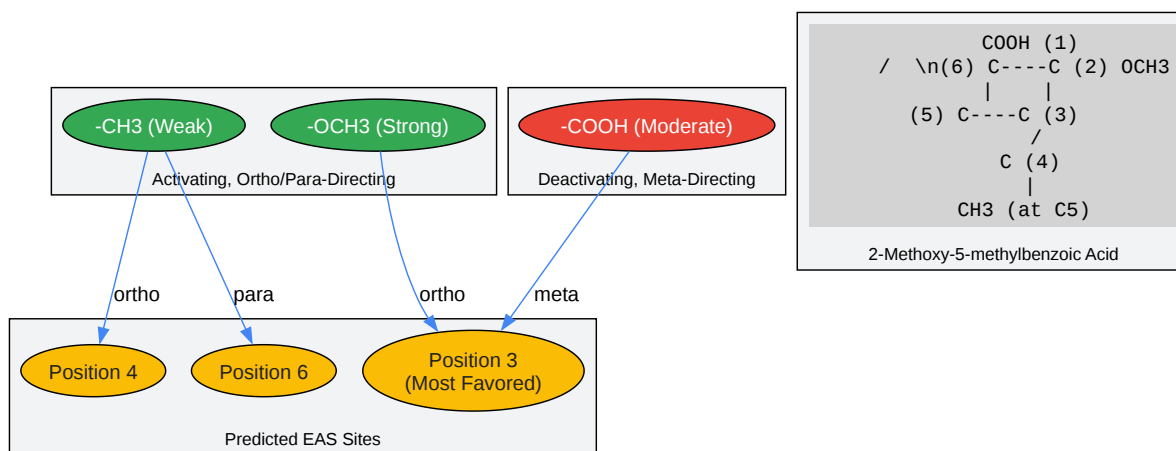 COOH (1)
/ \n(6) C----C (2) OCH3
| |
(5) C----C (3)
/
C (4)
|
CH3 (at C5)
2-Methoxy-5-methylbenzoic Acid
-CH3 (Weak)
-OCH3 (Strong)
Activating, Ortho/Para-Directing
-COOH (Moderate)
Deactivating, Meta-Directing
ortho
para
ortho
meta
Position 4
Position 6
Position 3
(Most Favored)
Predicted EAS Sites